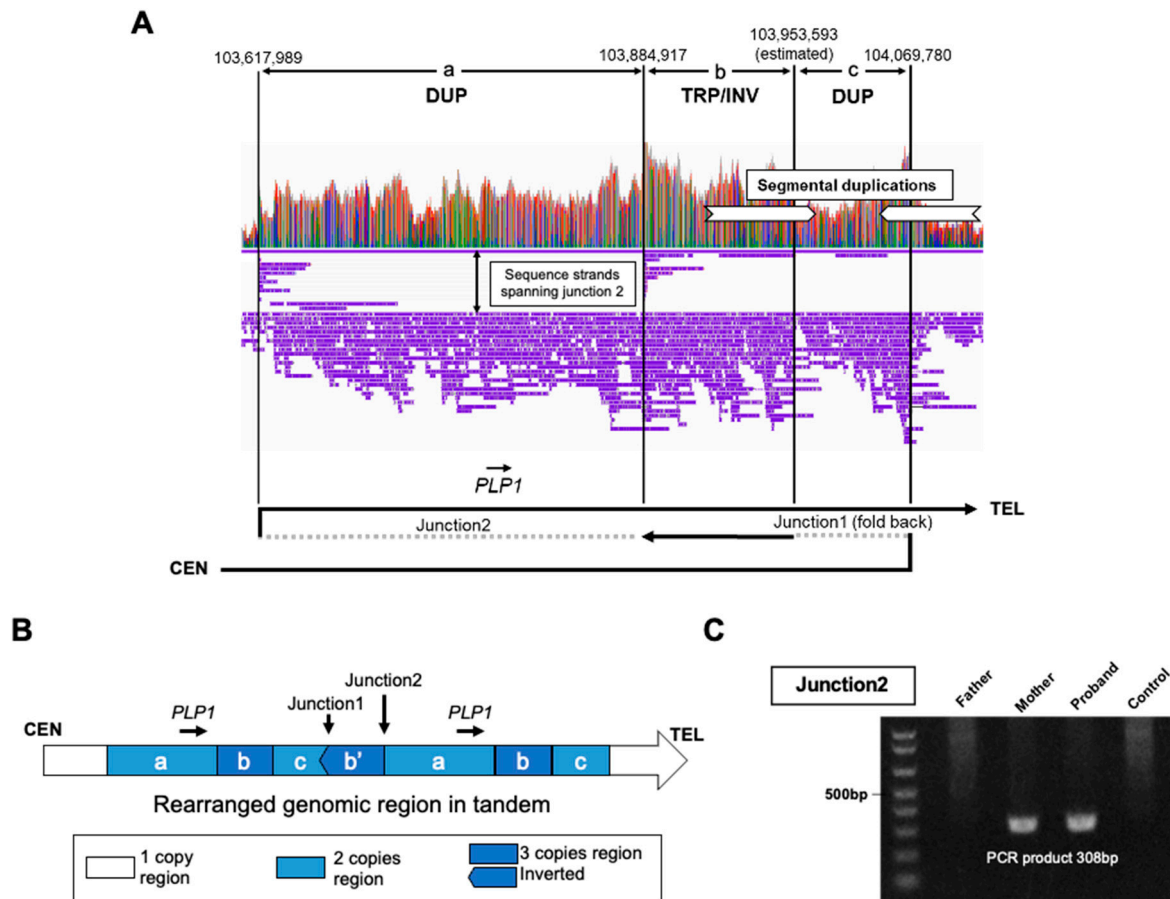 A
103,617,989
103,884,917
103,953,593
(estimated)
104,069,780
a
b
c
DUP
TRP/INV
DUP
Segmental duplications
Sequence strands
spanning junction 2
PLP1
TEL
Junction2
Junction1 (fold back)
CEN
B
Junction2
PLP1
Junction1
PLP1
CEN
TEL
a
b
c
b'
a
b
c
Rearranged genomic region in tandem
1 copy
region
2 copies
region
3 copies region
Inverted
C
Junction2
Father
Mother
Proband
Control
500bp
PCR product 308bp